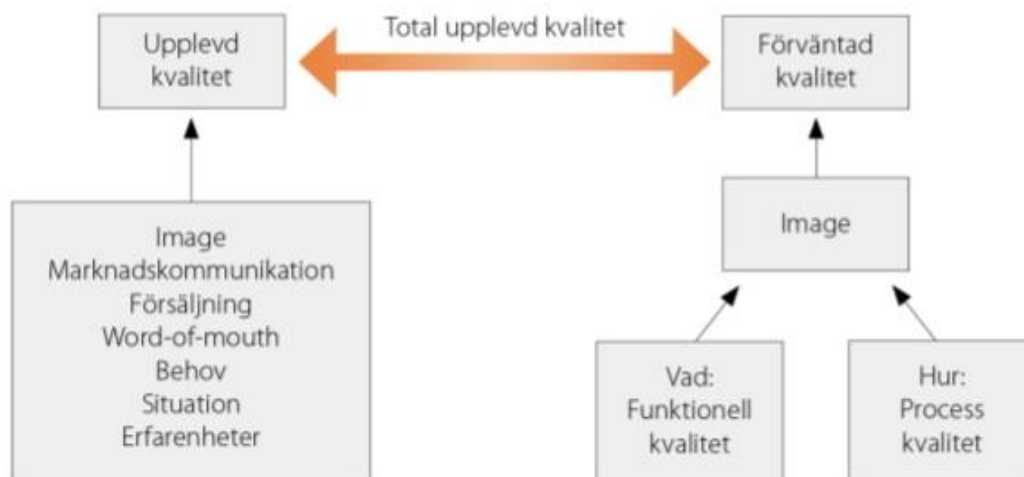 Total upplevd kvalitet
Upplevd
kvalitet
Förväntad
kvalitet
Image
Marknadskommunikation
Försäljning
Word-of-mouth
Behov
Situation
Erfarenheter
Image
Vad:
Funktionell
kvalitet
Hur:
Process
kvalitet